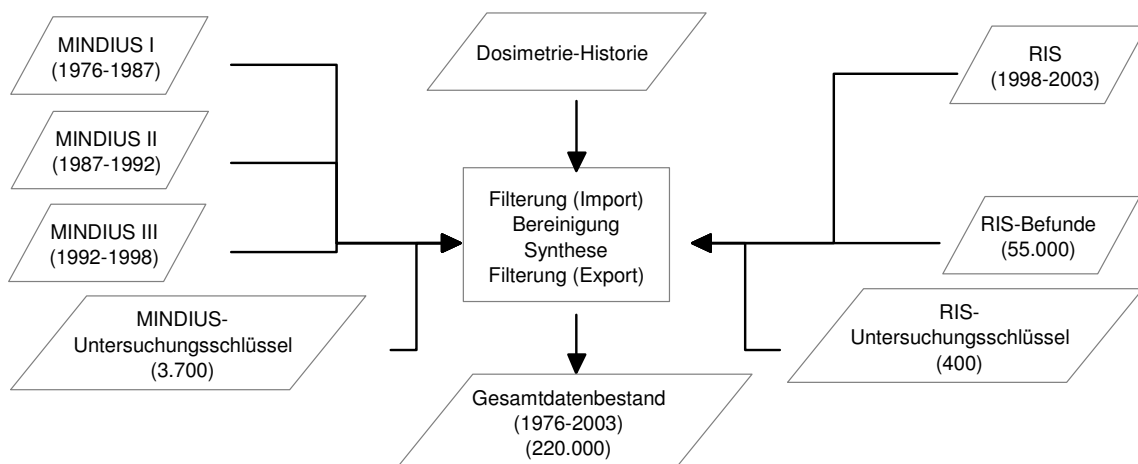 MINDIUS I
(1976-1987)
MINDIUS II
(1987-1992)
MINDIUS III
(1992-1998)
MINDIUS-
Untersuchungsschlüssel
(3.700)
Dosimetrie-Historie
Filterung (Import)
Bereinigung
Synthese
Filterung (Export)
Gesamtdatenbestand
(1976-2003)
(220.000)
RIS
(1998-2003)
RIS-Befunde
(55.000)
RIS-
Untersuchungsschlüssel
(400)